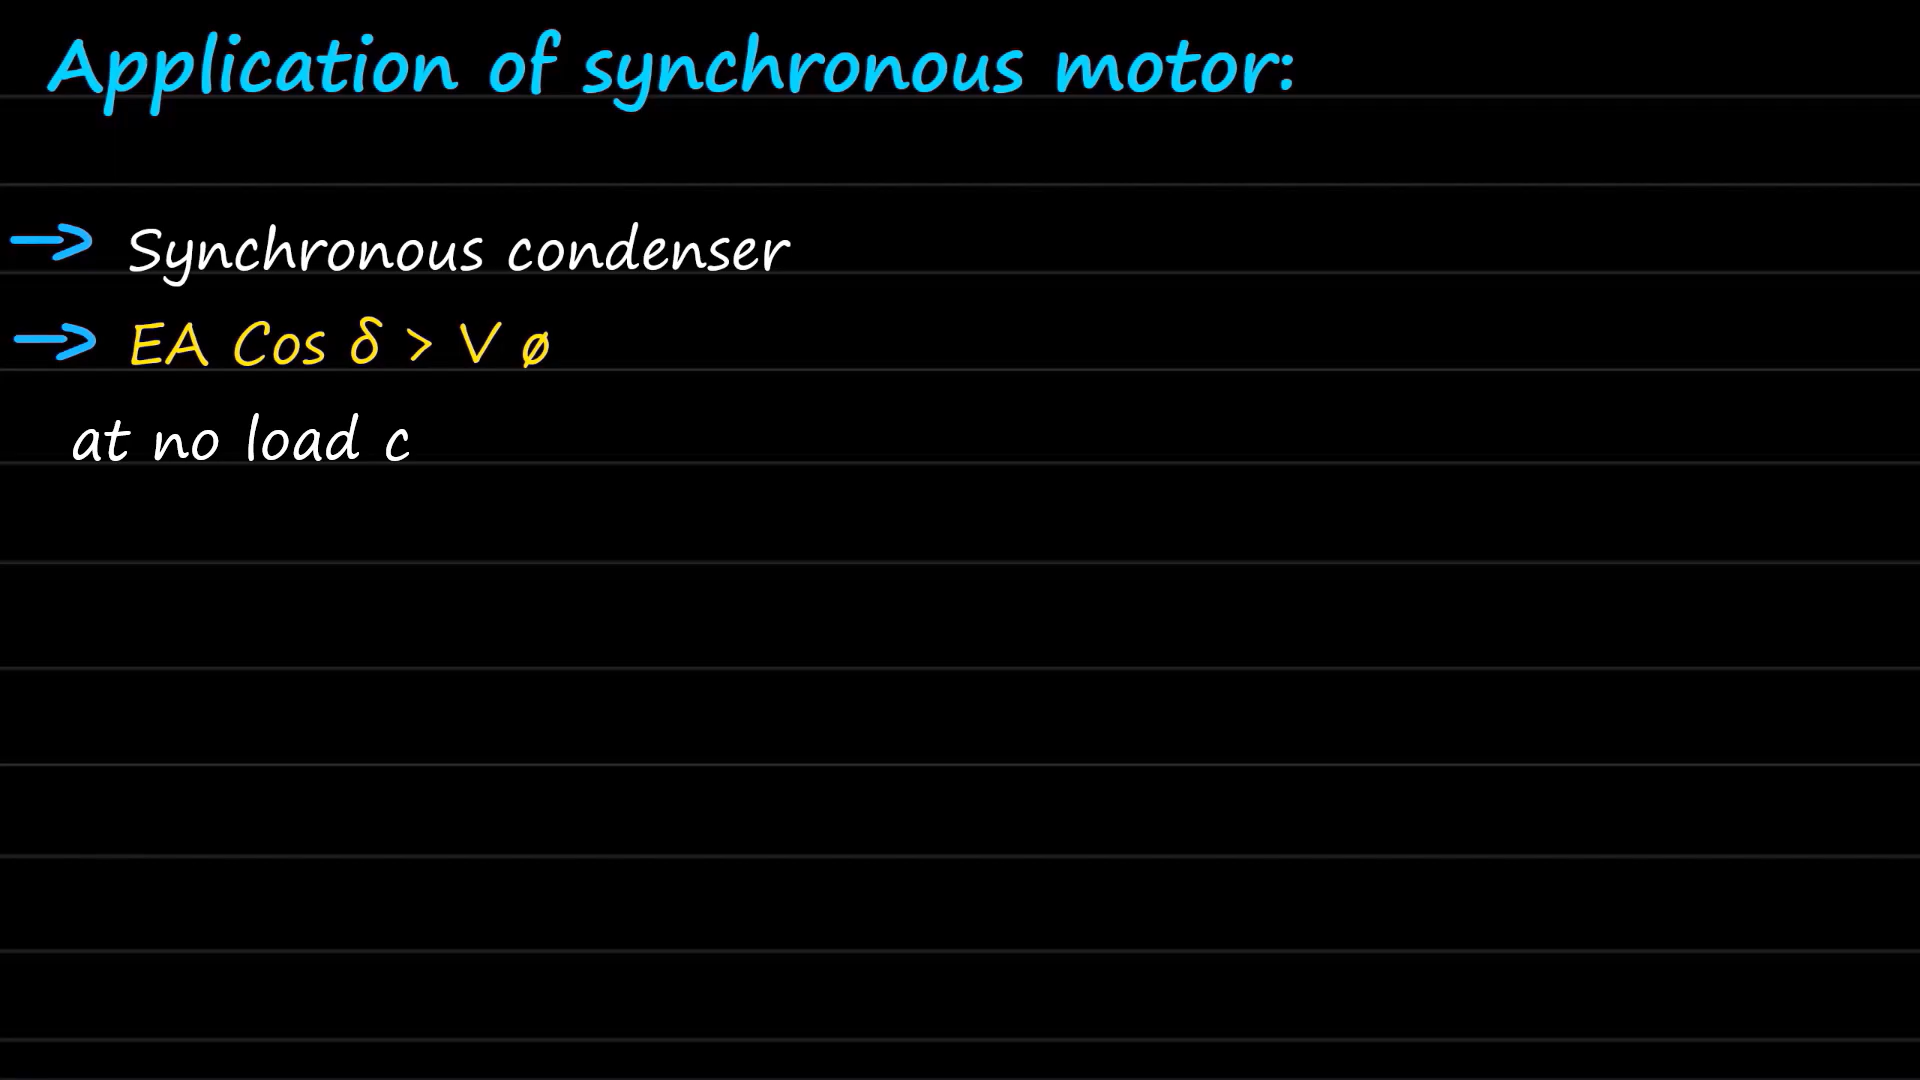 Application of synchronous motor:
→ Synchronous condenser
→ EA Cos δ > V ø
at no load c